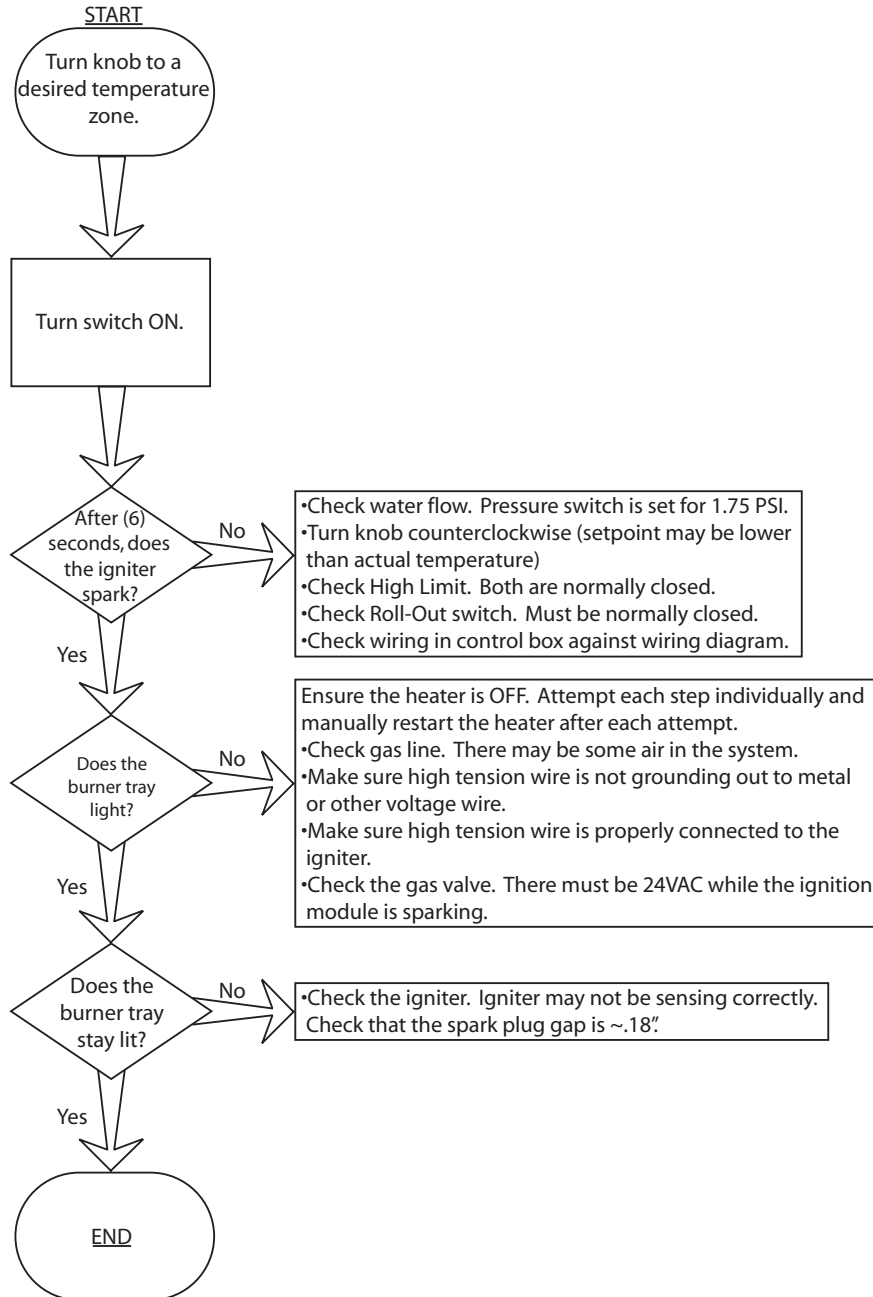 START
Turn knob to a
desired temperature
zone.
Turn switch ON.
After (6)
seconds, does
the igniter
spark?
No
•Check water flow.  Pressure switch is set for 1.75 PSI.
•Turn knob counterclockwise (setpoint may be lower
than actual temperature)
•Check High Limit.  Both are normally closed.
•Check Roll-Out switch.  Must be normally closed.
•Check wiring in control box against wiring diagram.
Yes
Does the
burner tray
light?
No
Ensure the heater is OFF.  Attempt each step individually and
manually restart the heater after each attempt.
•Check gas line.  There may be some air in the system.
•Make sure high tension wire is not grounding out to metal
or other voltage wire.
•Make sure high tension wire is properly connected to the
igniter.
•Check the gas valve.  There must be 24VAC while the ignition
module is sparking.
Yes
Does the
burner tray
stay lit?
No
•Check the igniter.  Igniter may not be sensing correctly.
Check that the spark plug gap is ~.18”.
Yes
END